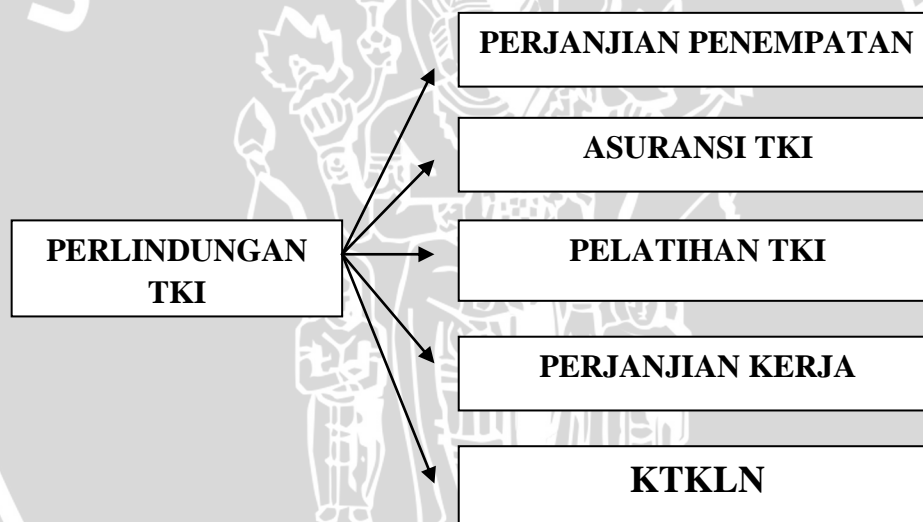 PERJANJIAN PENEMPATAN
ASURANSI TKI
PERLINDUNGAN
TKI
PELATIHAN TKI
PERJANJIAN KERJA
KTKLN